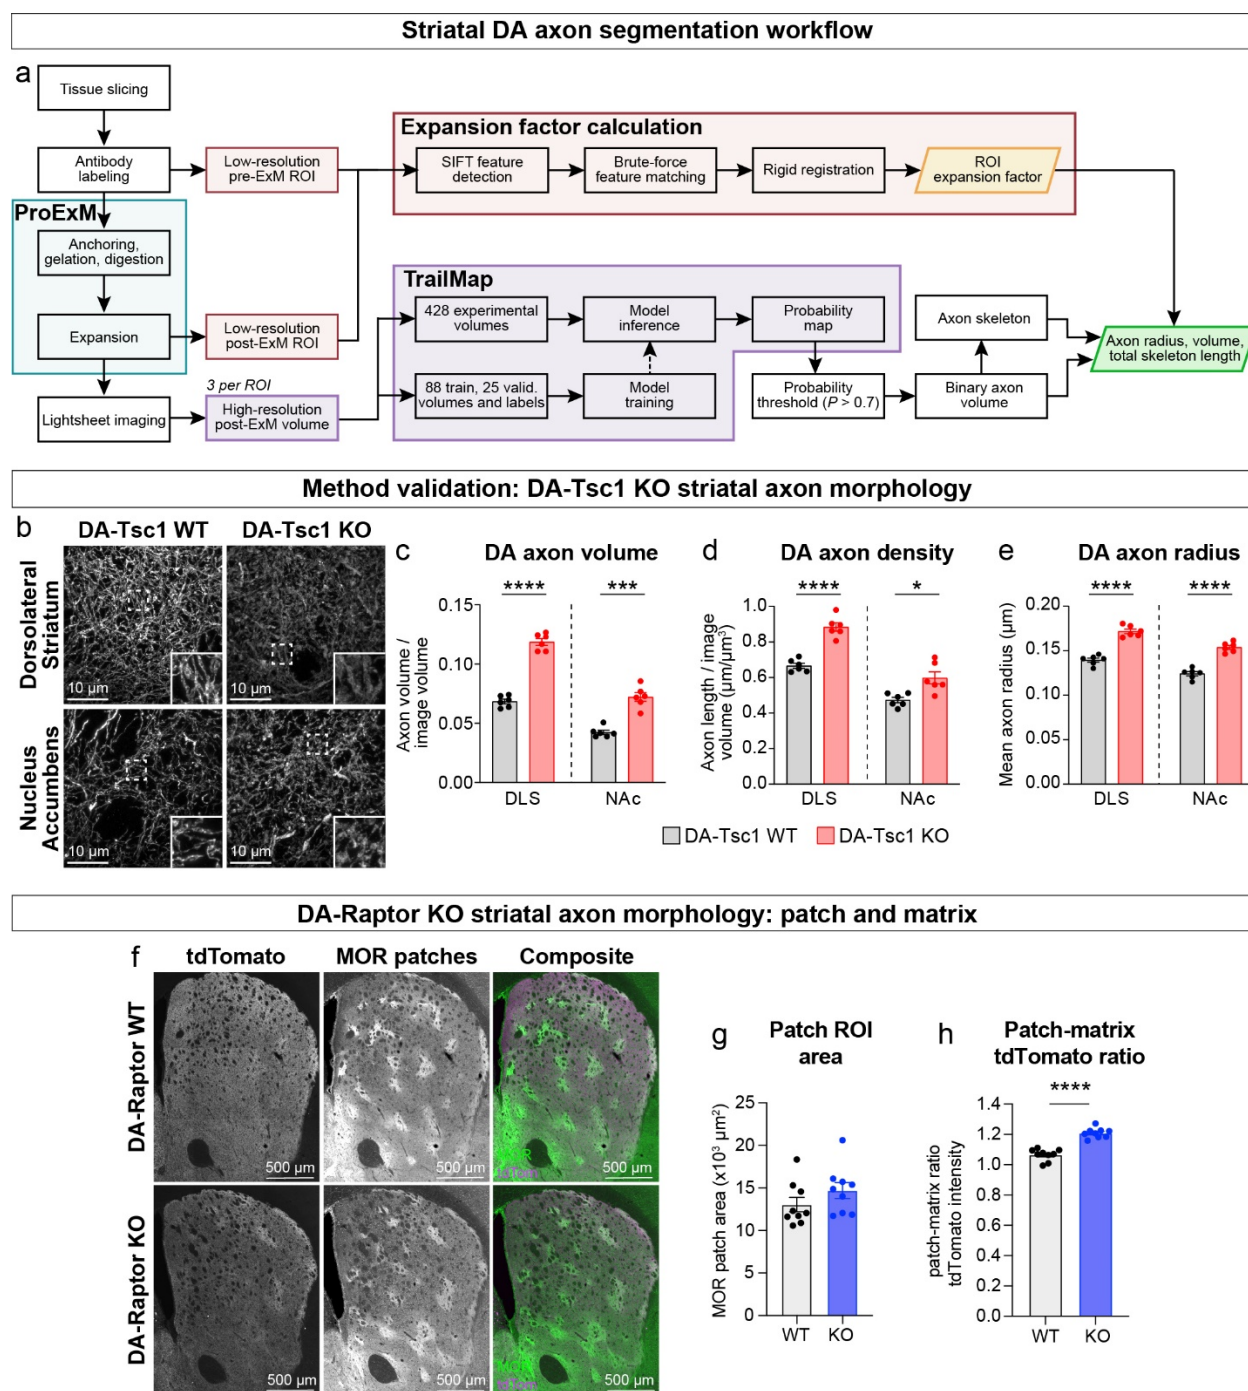 Striatal DA axon segmentation workflow
a
Tissue slicing
Antibody
labeling
Low-resolution
pre-ExM ROI
Expansion factor calculation
SIFT feature
detection
Brute-force
feature matching
Rigid registration
ROI
expansion factor
ProExM
Anchoring,
gelation, digestion
Expansion
Low-resolution
post-ExM ROI
Lightsheet imaging
3 per ROI
High-resolution
post-ExM volume
TrailMap
428 experimental
volumes
Model
inference
Probability
map
88 train, 25 valid.
volumes and labels
Model
training
Probability
threshold (P > 0.7)
Axon skeleton
Binary axon
volume
Axon radius, volume,
total skeleton length
Method validation: DA-Tsc1 KO striatal axon morphology
b
DA-Tsc1 WT
DA-Tsc1 KO
Dorsolateral
Striatum
10 µm
10 µm
Nucleus
Accumbens
10 µm
10 µm
c
DA axon volume
****
***
Axon volume /
image volume
0.15
0.10
0.05
0.00
DLS
NAc
d
DA axon density
****
*
Axon length / image
volume (µm/µm³)
1.0
0.8
0.6
0.4
0.2
0.0
DLS
NAc
e
DA axon radius
****
****
Mean axon radius (µm)
0.20
0.15
0.10
0.05
0.00
DLS
NAc
DA-Tsc1 WT
DA-Tsc1 KO
DA-Raptor KO striatal axon morphology: patch and matrix
f
tdTomato
MOR patches
Composite
DA-Raptor WT
500 µm
500 µm
MOR
tdTom
500 µm
DA-Raptor KO
500 µm
500 µm
MOR
tdTom
500 µm
g
Patch ROI
area
MOR patch area (x10³ µm²)
25
20
15
10
5
0
WT
KO
h
Patch-matrix
tdTomato ratio
****
patch-matrix ratio
tdTomato intensity
1.4
1.2
1.0
0.8
0.6
0.4
0.2
0.0
WT
KO